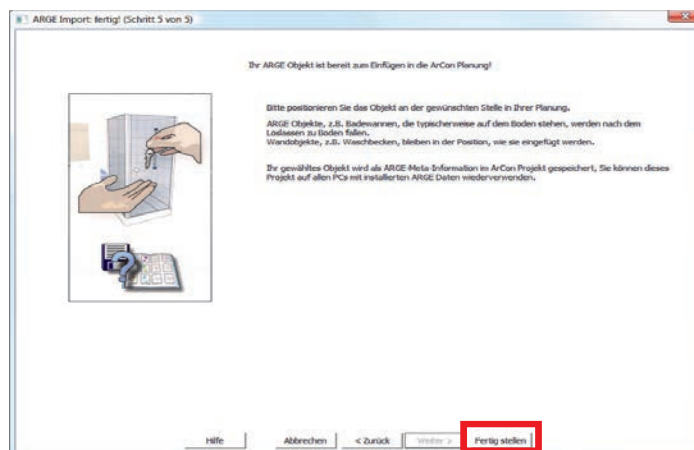 ARGE Import: fertig! (Schritt 5 von 5)
Ihr ARGE Objekt ist bereit zum Einfügen in die ArCon Planung!
Bitte positionieren Sie das Objekt an der gewünschten Stelle in Ihrer Planung.
ARGE Objekte, z.B. Badewannen, die typischerweise auf dem Boden stehen, werden nach dem
Loslassen zu Boden fallen.
Wandobjekte, z.B. Waschbecken, bleiben in der Position, wie sie eingefügt werden.
Ihr gewähltes Objekt wird als ARGE-Meta-Information im ArCon Projekt gespeichert, Sie können dieses
Projekt auf allen PCs mit installierten ARGE Daten wiederverwenden.
Hilfe Abbrechen < Zurück Weiter > Fertig stellen